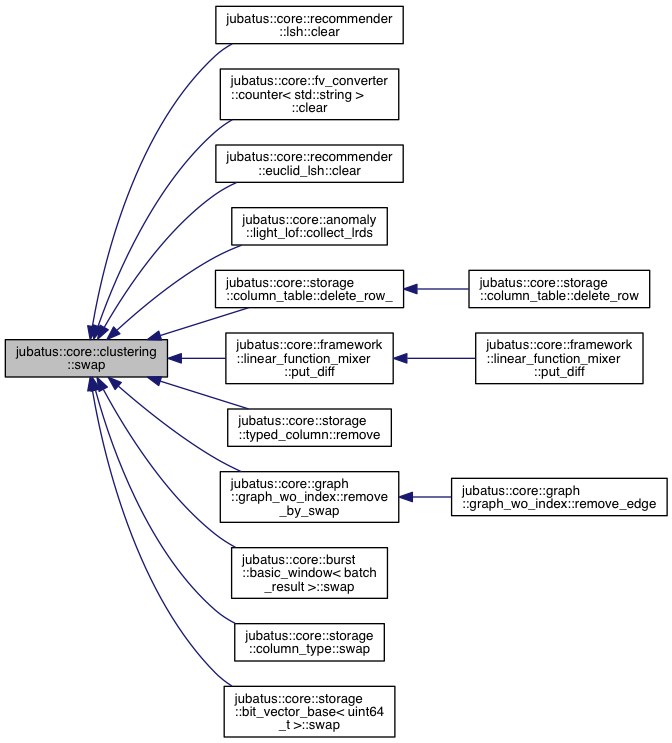 jubatus::core::recommender
::lsh::clear
jubatus::core::fv_converter
::counter< std::string >
::clear
jubatus::core::recommender
::euclid_lsh::clear
jubatus::core::anomaly
::light_lof::collect_lrds
jubatus::core::storage
::column_table::delete_row_
jubatus::core::storage
::column_table::delete_row
jubatus::core::clustering
::swap
jubatus::core::framework
::linear_function_mixer
::put_diff
jubatus::core::framework
::linear_function_mixer
::put_diff
jubatus::core::storage
::typed_column::remove
jubatus::core::graph
::graph_wo_index::remove
_by_swap
jubatus::core::graph
::graph_wo_index::remove_edge
jubatus::core::burst
::basic_window< batch
_result >::swap
jubatus::core::storage
::column_type::swap
jubatus::core::storage
::bit_vector_base< uint64
_t >::swap